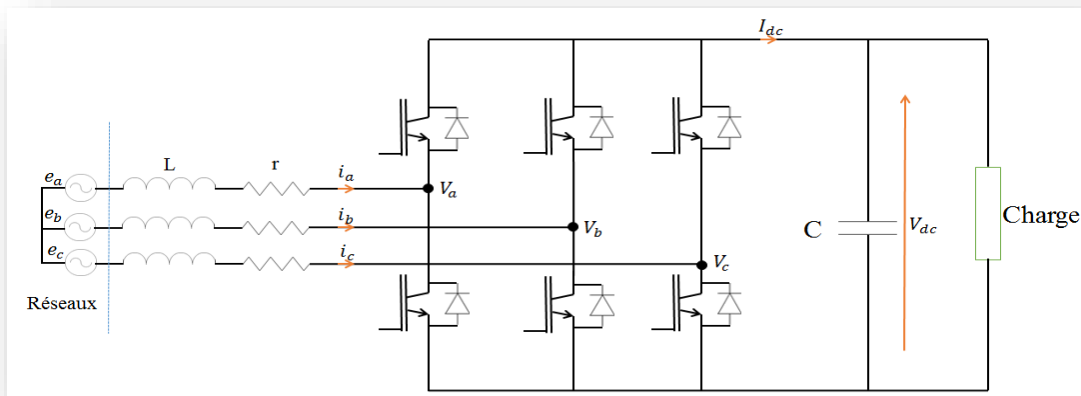 I_dc
L r
e_a i_a V_a
e_b i_b V_b
e_c i_c V_c
C V_dc Charge
Réseaux